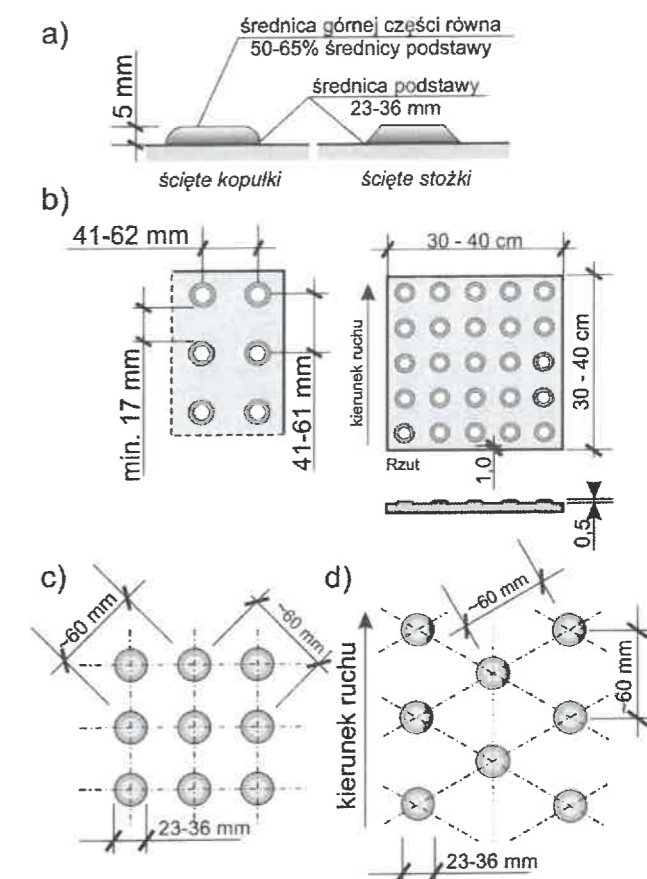 a)
średnica górnej części równa
50-65% średnicy podstawy
średnica podstawy
23-36 mm
5 mm
ścięte kopułki
ścięte stożki
b)
41-62 mm
min. 17 mm
41-61 mm
30 - 40 cm
kierunek ruchu
30 - 40 cm
Rzut
1,0
0,5
c)
~60 mm
~60 mm
23-36 mm
d)
~60 mm
kierunek ruchu
~60 mm
23-36 mm